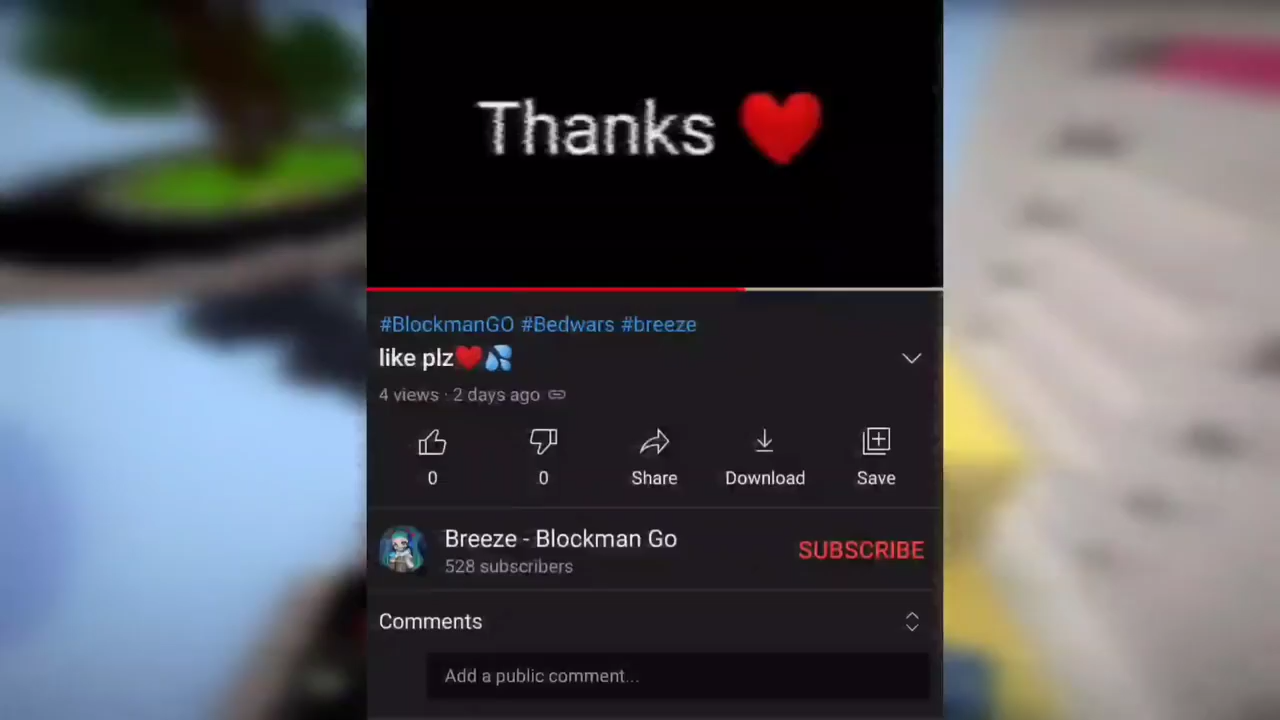 Thanks ❤️
#BlockmanGO #Bedwars #breeze
like plz❤️💦
4 views · 2 days ago
0
0
Share
Download
Save
Breeze - Blockman Go
528 subscribers
SUBSCRIBE
Comments
Add a public comment...